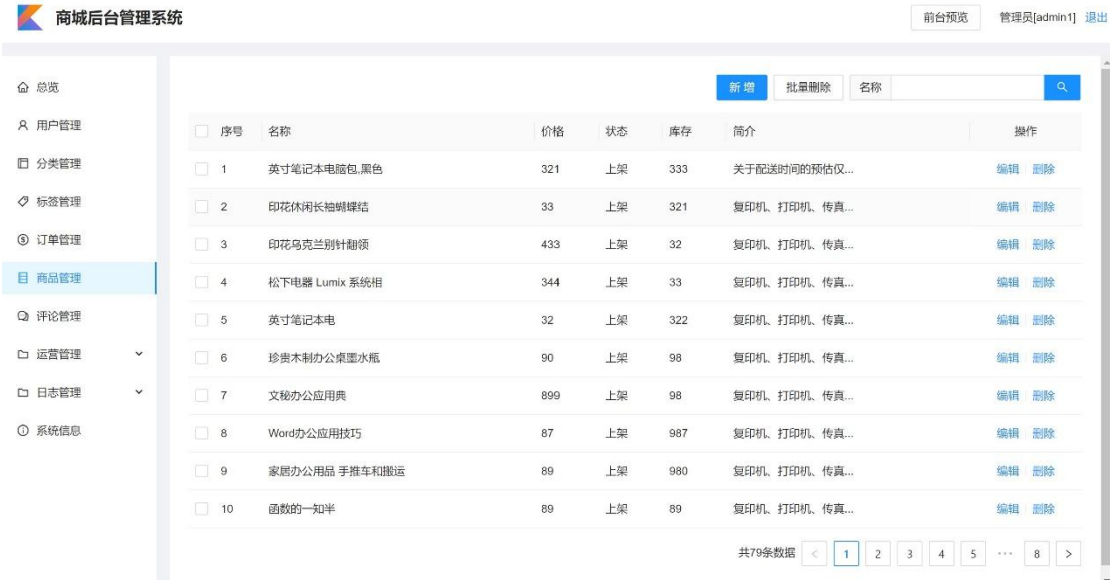 商城后台管理系统
前台预览 管理员[admin1] 退出
总览
用户管理
分类管理
标签管理
订单管理
商品管理
评论管理
运营管理
日志管理
系统信息
新增 批量删除 名称
序号 名称 价格 状态 库存 简介 操作
1 英寸笔记本电脑包,黑色 321 上架 333 关于配送时间的预估仅... 编辑 删除
2 印花休闲长袖蝴蝶结 33 上架 321 复印机、打印机、传真... 编辑 删除
3 印花乌克兰别针翻领 433 上架 32 复印机、打印机、传真... 编辑 删除
4 松下电器 Lumix 系统相 344 上架 33 复印机、打印机、传真... 编辑 删除
5 英寸笔记本电 32 上架 322 复印机、打印机、传真... 编辑 删除
6 珍贵木制办公桌墨水瓶 90 上架 98 复印机、打印机、传真... 编辑 删除
7 文秘办公应用典 899 上架 98 复印机、打印机、传真... 编辑 删除
8 Word办公应用技巧 87 上架 987 复印机、打印机、传真... 编辑 删除
9 家居办公用品 手推车和搬运 89 上架 980 复印机、打印机、传真... 编辑 删除
10 函数的一知半 89 上架 89 复印机、打印机、传真... 编辑 删除
共79条数据 < 1 2 3 4 5 ··· 8 >